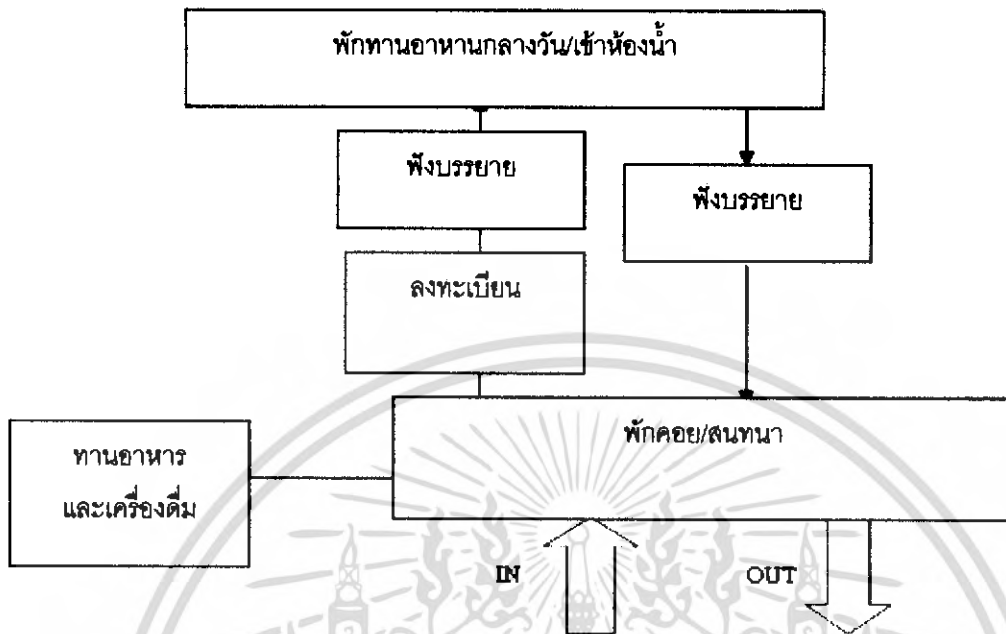 พักทานอาหานกลางวัน/เข้าห้องน้ำ
ฟังบรรยาย
ฟังบรรยาย
ลงทะเบียน
พักคอย/สนทนา
ทานอาหาร
และเครื่องดื่ม
IN
OUT